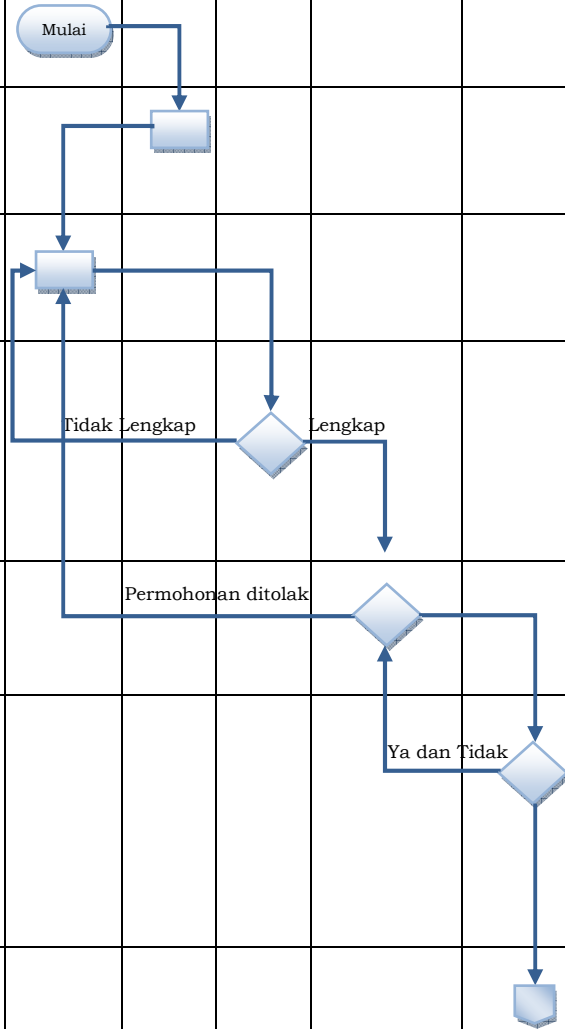 Mulai
Tidak Lengkap
Lengkap
Permohonan ditolak
Ya dan Tidak